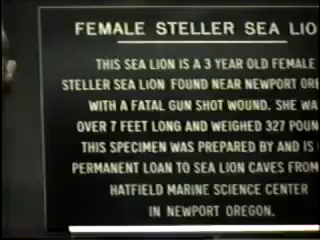 FEMALE STELLER SEA LIO
THIS SEA LION IS A 3 YEAR OLD FEMALE
STELLER SEA LION FOUND NEAR NEWPORT ORE
WITH A FATAL GUN SHOT WOUND. SHE WA
OVER 7 FEET LONG AND WEIGHED 327 POUN
THIS SPECIMEN WAS PREPARED BY AND IS
PERMANENT LOAN TO SEA LION CAVES FROM
HATFIELD MARINE SCIENCE CENTER
IN NEWPORT OREGON.